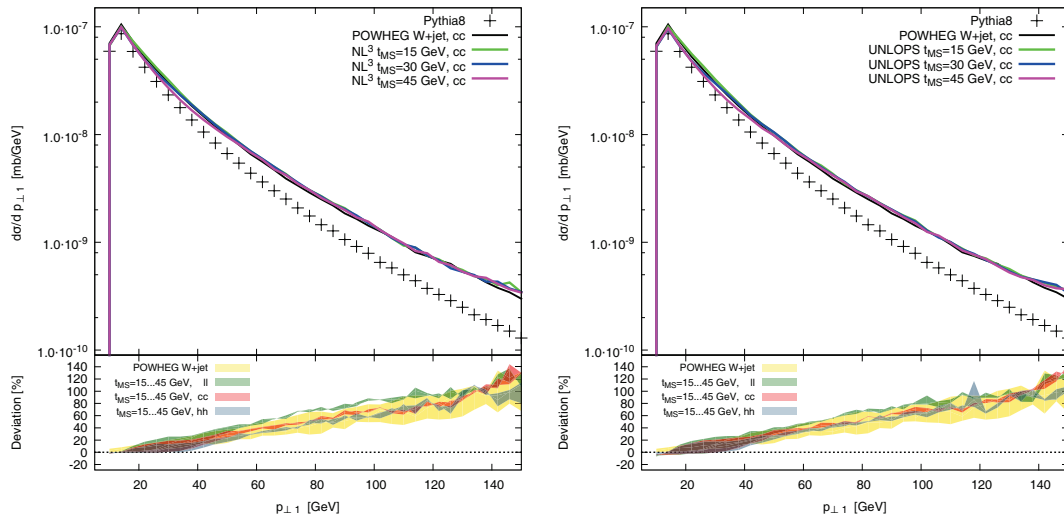 Pythia8
POWHEG W+jet, cc
NL³ tMS=15 GeV, cc
NL³ tMS=30 GeV, cc
NL³ tMS=45 GeV, cc
dσ/d p⊥ 1 [mb/GeV]
1.0·10⁻⁷
1.0·10⁻⁸
1.0·10⁻⁹
1.0·10⁻¹⁰
POWHEG W+jet
tMS=15...45 GeV, ll
tMS=15...45 GeV, cc
tMS=15...45 GeV, hh
Deviation [%]
140
120
100
80
60
40
20
0
-20
20 40 60 80 100 120 140
p⊥ 1 [GeV]
Pythia8
POWHEG W+jet, cc
UNLOPS tMS=15 GeV, cc
UNLOPS tMS=30 GeV, cc
UNLOPS tMS=45 GeV, cc
dσ/d p⊥ 1 [mb/GeV]
1.0·10⁻⁷
1.0·10⁻⁸
1.0·10⁻⁹
1.0·10⁻¹⁰
POWHEG W+jet
tMS=15...45 GeV, ll
tMS=15...45 GeV, cc
tMS=15...45 GeV, hh
Deviation [%]
140
120
100
80
60
40
20
0
-20
20 40 60 80 100 120 140
p⊥ 1 [GeV]